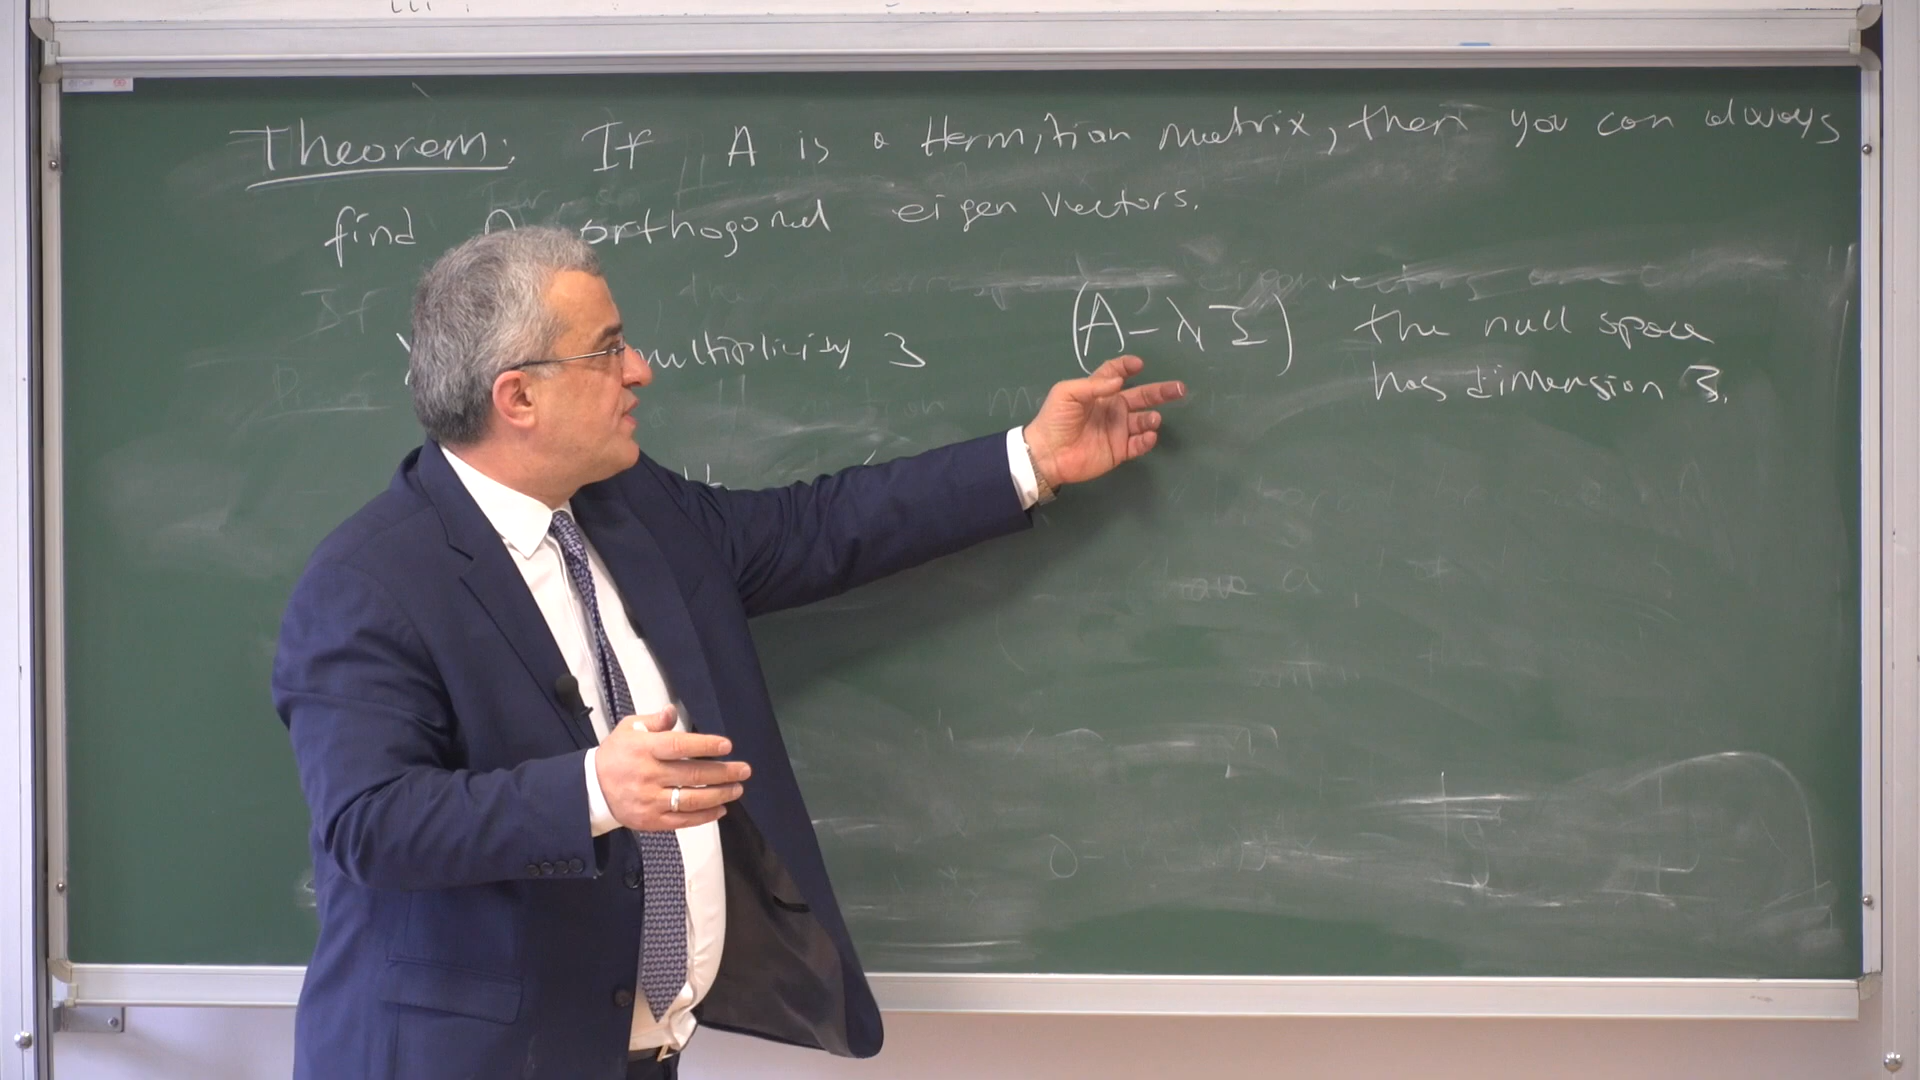 Theorem: If A is a Hermitian matrix, then you can always
find n orthogonal eigen vectors.
multiplicity 3 (A - λI) the null space
has dimension 3.